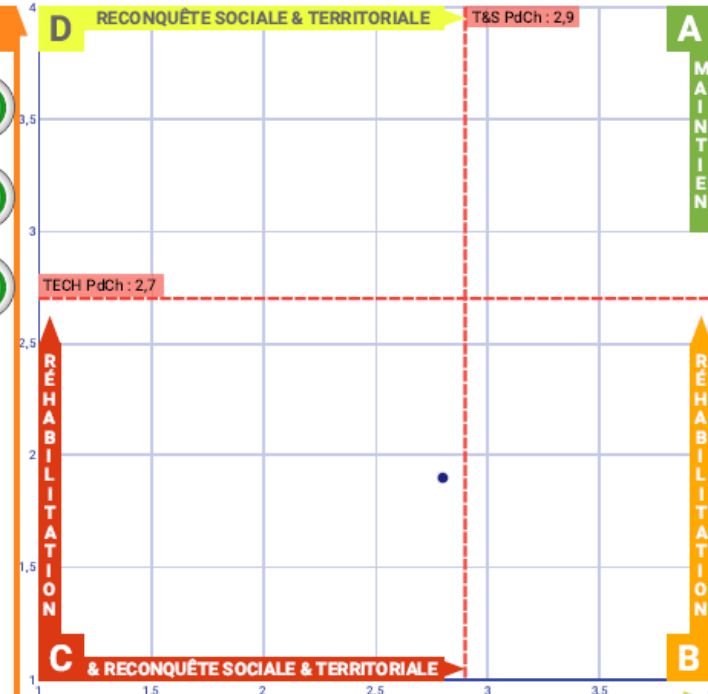 4
D
RECONQUÊTE SOCIALE & TERRITORIALE
T&S PdCh : 2,9
A
MAINTIEN
3,5
3
TECH PdCh : 2,7
2,5
RÉHABILITATION
RÉHABILITATION
2
1,5
C
& RECONQUÊTE SOCIALE & TERRITORIALE
B
1
1 1.5 2 2.5 3 3.5